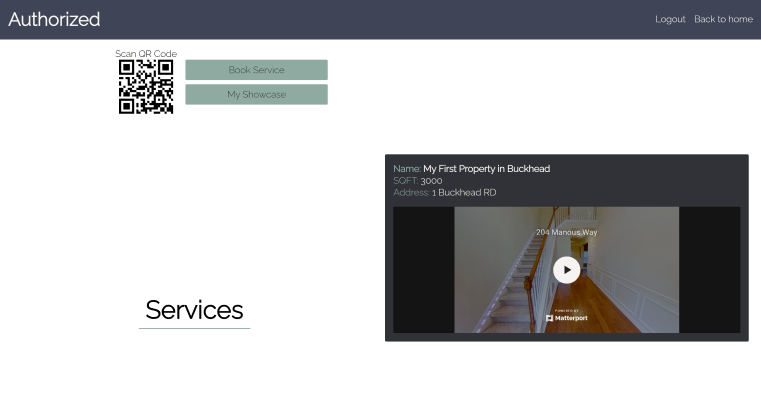 Authorized
Logout
Back to home
Scan QR Code
Book Service
My Showcase
Name: My First Property in Buckhead
SQFT: 3000
Address: 1 Buckhead RD
204 Manous Way
POWERED BY
Matterport
Services